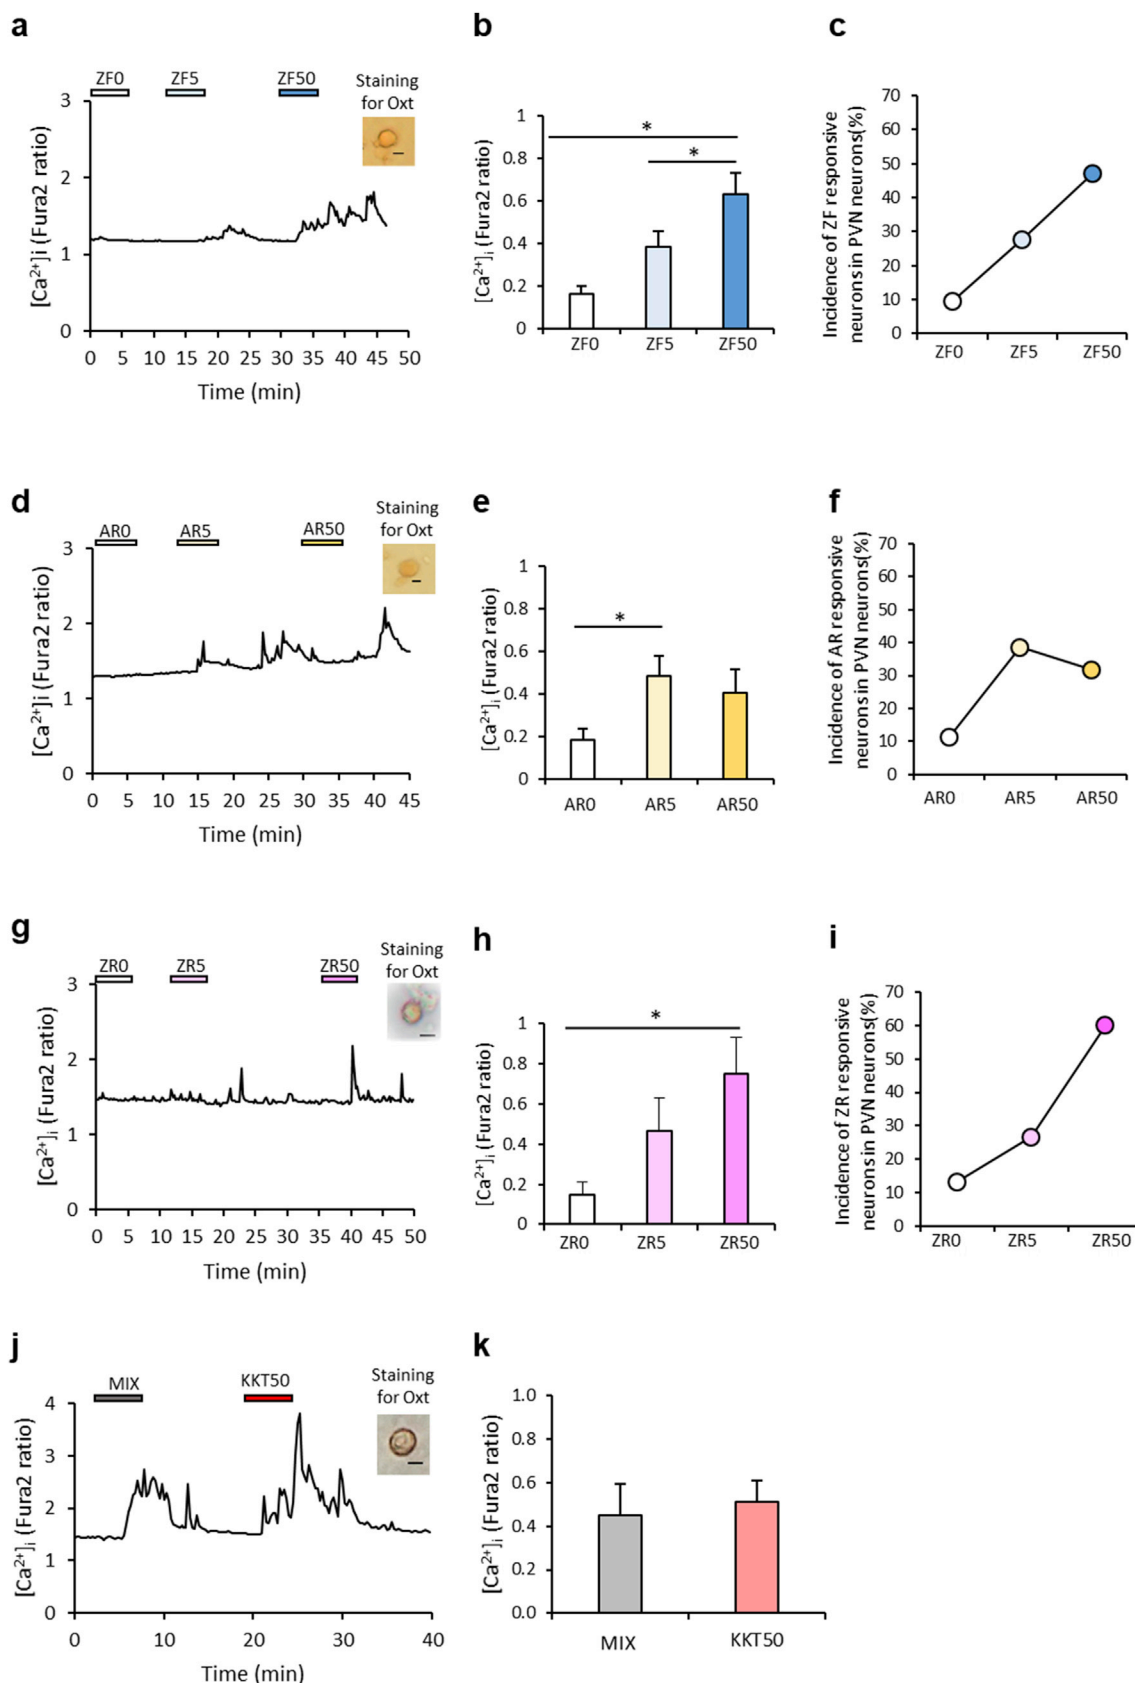 a
ZF0 ZF5 ZF50
Staining
for Oxt
[Ca²⁺]i (Fura2 ratio)
3
2
1
0
0 5 10 15 20 25 30 35 40 45 50
Time (min)
b
[Ca²⁺]ᵢ (Fura2 ratio)
1
0.8
0.6
0.4
0.2
0
*
*
ZF0 ZF5 ZF50
c
Incidence of ZF responsive
neurons in PVN neurons(%)
70
60
50
40
30
20
10
0
ZF0 ZF5 ZF50
d
AR0 AR5 AR50
Staining
for Oxt
[Ca²⁺]i (Fura2 ratio)
3
2
1
0
0 5 10 15 20 25 30 35 40 45
Time (min)
e
[Ca²⁺]ᵢ (Fura2 ratio)
1
0.8
0.6
0.4
0.2
0
*
AR0 AR5 AR50
f
Incidence of AR responsive
neurons in PVN neurons(%)
70
60
50
40
30
20
10
0
AR0 AR5 AR50
g
ZR0 ZR5 ZR50
Staining
for Oxt
[Ca²⁺]ᵢ (Fura2 ratio)
3
2
1
0
0 5 10 15 20 25 30 35 40 45 50
Time (min)
h
[Ca²⁺]ᵢ (Fura2 ratio)
1
0.8
0.6
0.4
0.2
0
*
ZR0 ZR5 ZR50
i
Incidence of ZR responsive
neurons in PVN neurons(%)
70
60
50
40
30
20
10
0
ZR0 ZR5 ZR50
j
MIX KKT50
Staining
for Oxt
[Ca²⁺]ᵢ (Fura2 ratio)
4
3
2
1
0
0 10 20 30 40
Time (min)
k
[Ca²⁺]ᵢ (Fura2 ratio)
1.0
0.8
0.6
0.4
0.2
0.0
MIX KKT50